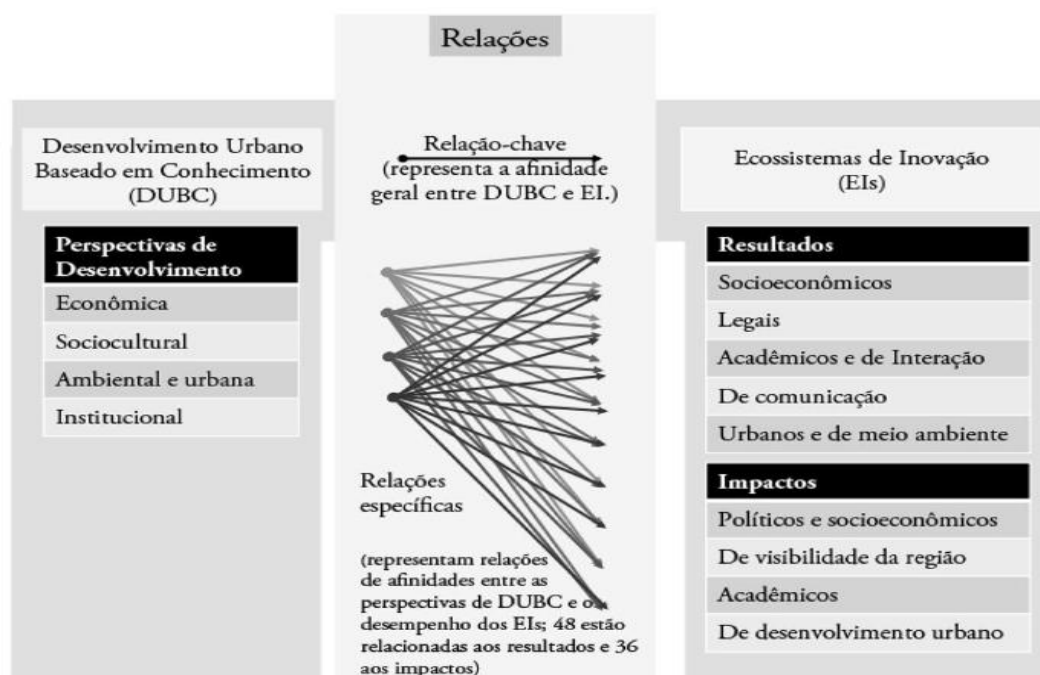 Relações
Desenvolvimento Urbano
Baseado em Conhecimento
(DUBC)
Perspectivas de
Desenvolvimento
Econômica
Sociocultural
Ambiental e urbana
Institucional
Relação-chave
(representa a afinidade
geral entre DUBC e EI.)
Relações
específicas
(representam relações
de afinidades entre as
perspectivas de DUBC e o
desempenho dos EIs; 48 estão
relacionadas aos resultados e 36
aos impactos)
Ecossistemas de Inovação
(EIs)
Resultados
Socioeconômicos
Legais
Acadêmicos e de Interação
De comunicação
Urbanos e de meio ambiente
Impactos
Políticos e socioeconômicos
De visibilidade da região
Acadêmicos
De desenvolvimento urbano